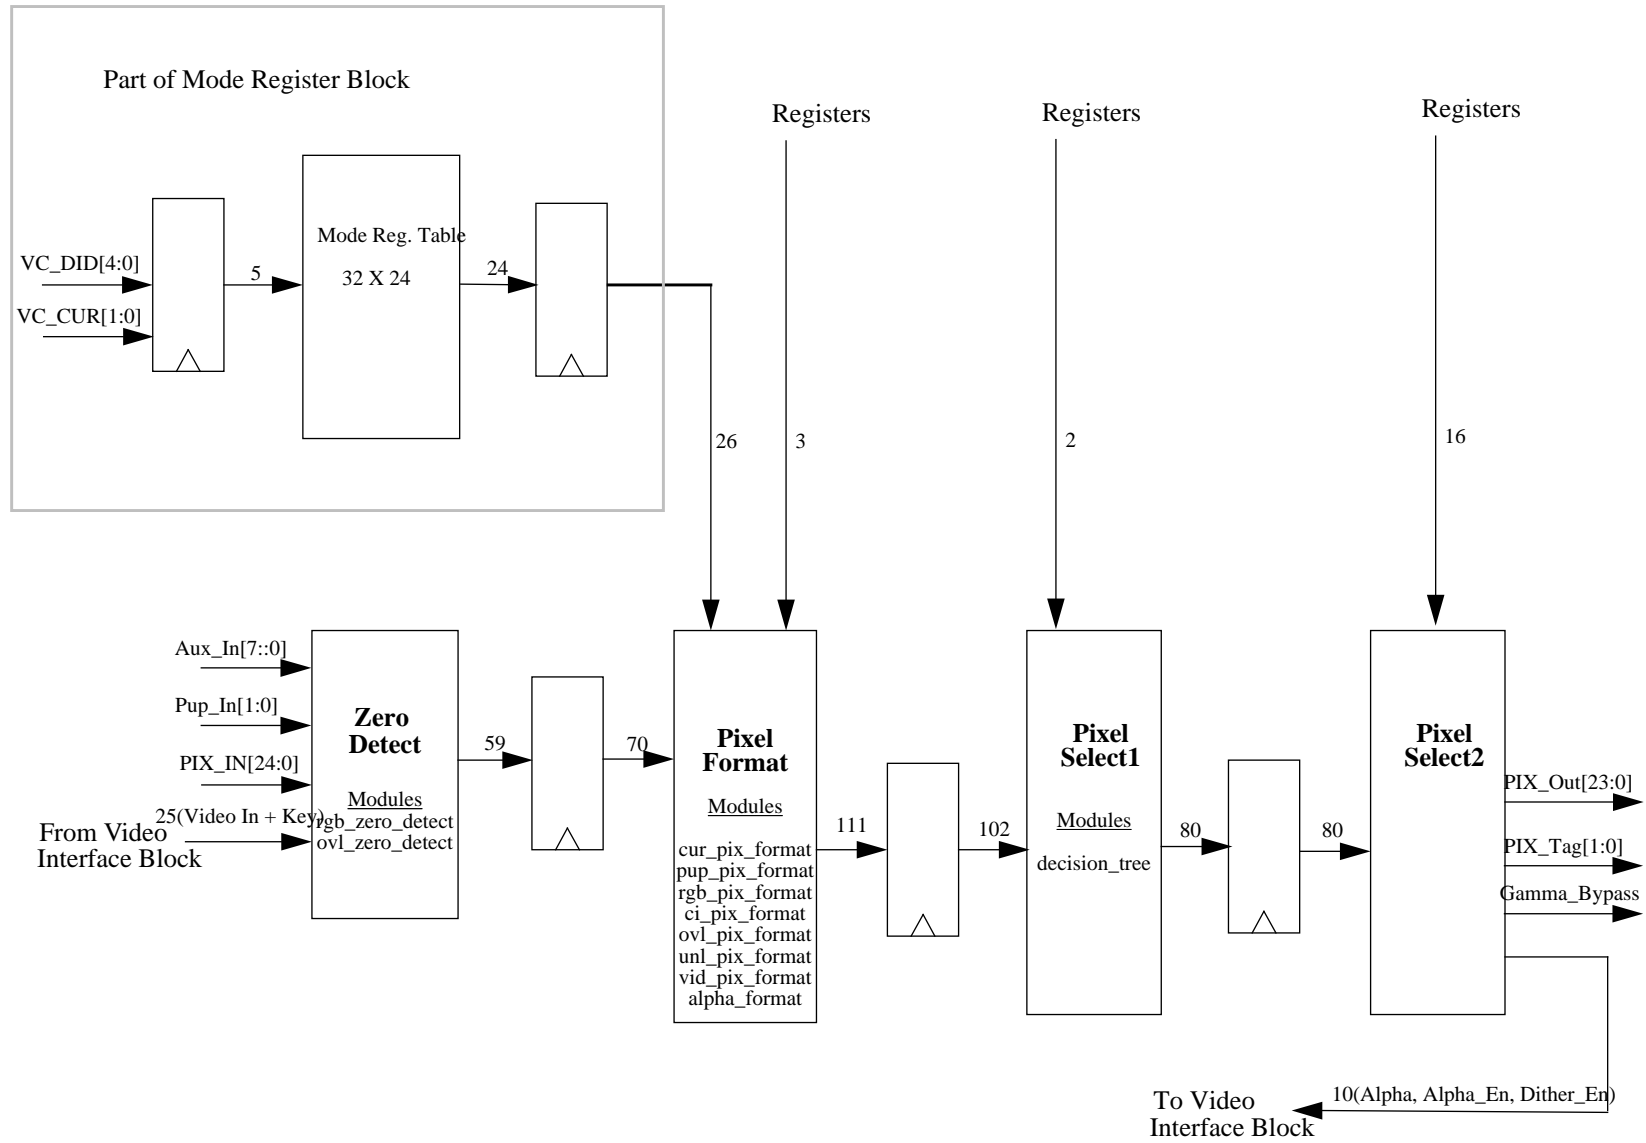 Part of Mode Register Block
Registers
Registers
Registers
Mode Reg. Table
32 X 24
VC_DID[4:0]
5
24
VC_CUR[1:0]
26
3
2
16
Aux_In[7::0]
Pup_In[1:0]
PIX_IN[24:0]
25(Video In + Key)
From Video
Interface Block
Zero
Detect
Modules
rgb_zero_detect
ovl_zero_detect
59
70
Pixel
Format
Modules
cur_pix_format
pup_pix_format
rgb_pix_format
ci_pix_format
ovl_pix_format
unl_pix_format
vid_pix_format
alpha_format
111
102
Pixel
Select1
Modules
decision_tree
80
80
Pixel
Select2
PIX_Out[23:0]
PIX_Tag[1:0]
Gamma_Bypass
10(Alpha, Alpha_En, Dither_En)
To Video
Interface Block